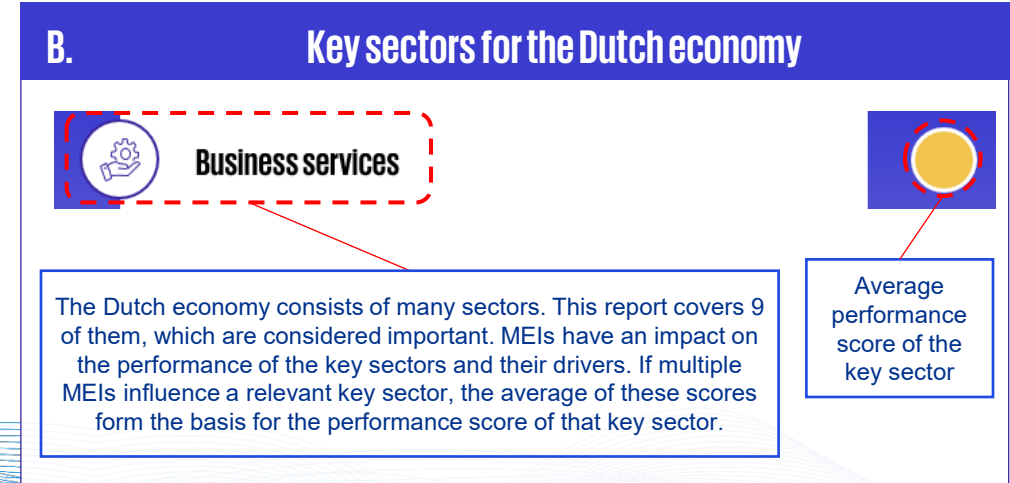 B.
Key sectors for the Dutch economy
Business services
The Dutch economy consists of many sectors. This report covers 9
of them, which are considered important. MEIs have an impact on
the performance of the key sectors and their drivers. If multiple
MEIs influence a relevant key sector, the average of these scores
form the basis for the performance score of that key sector.
Average
performance
score of the
key sector